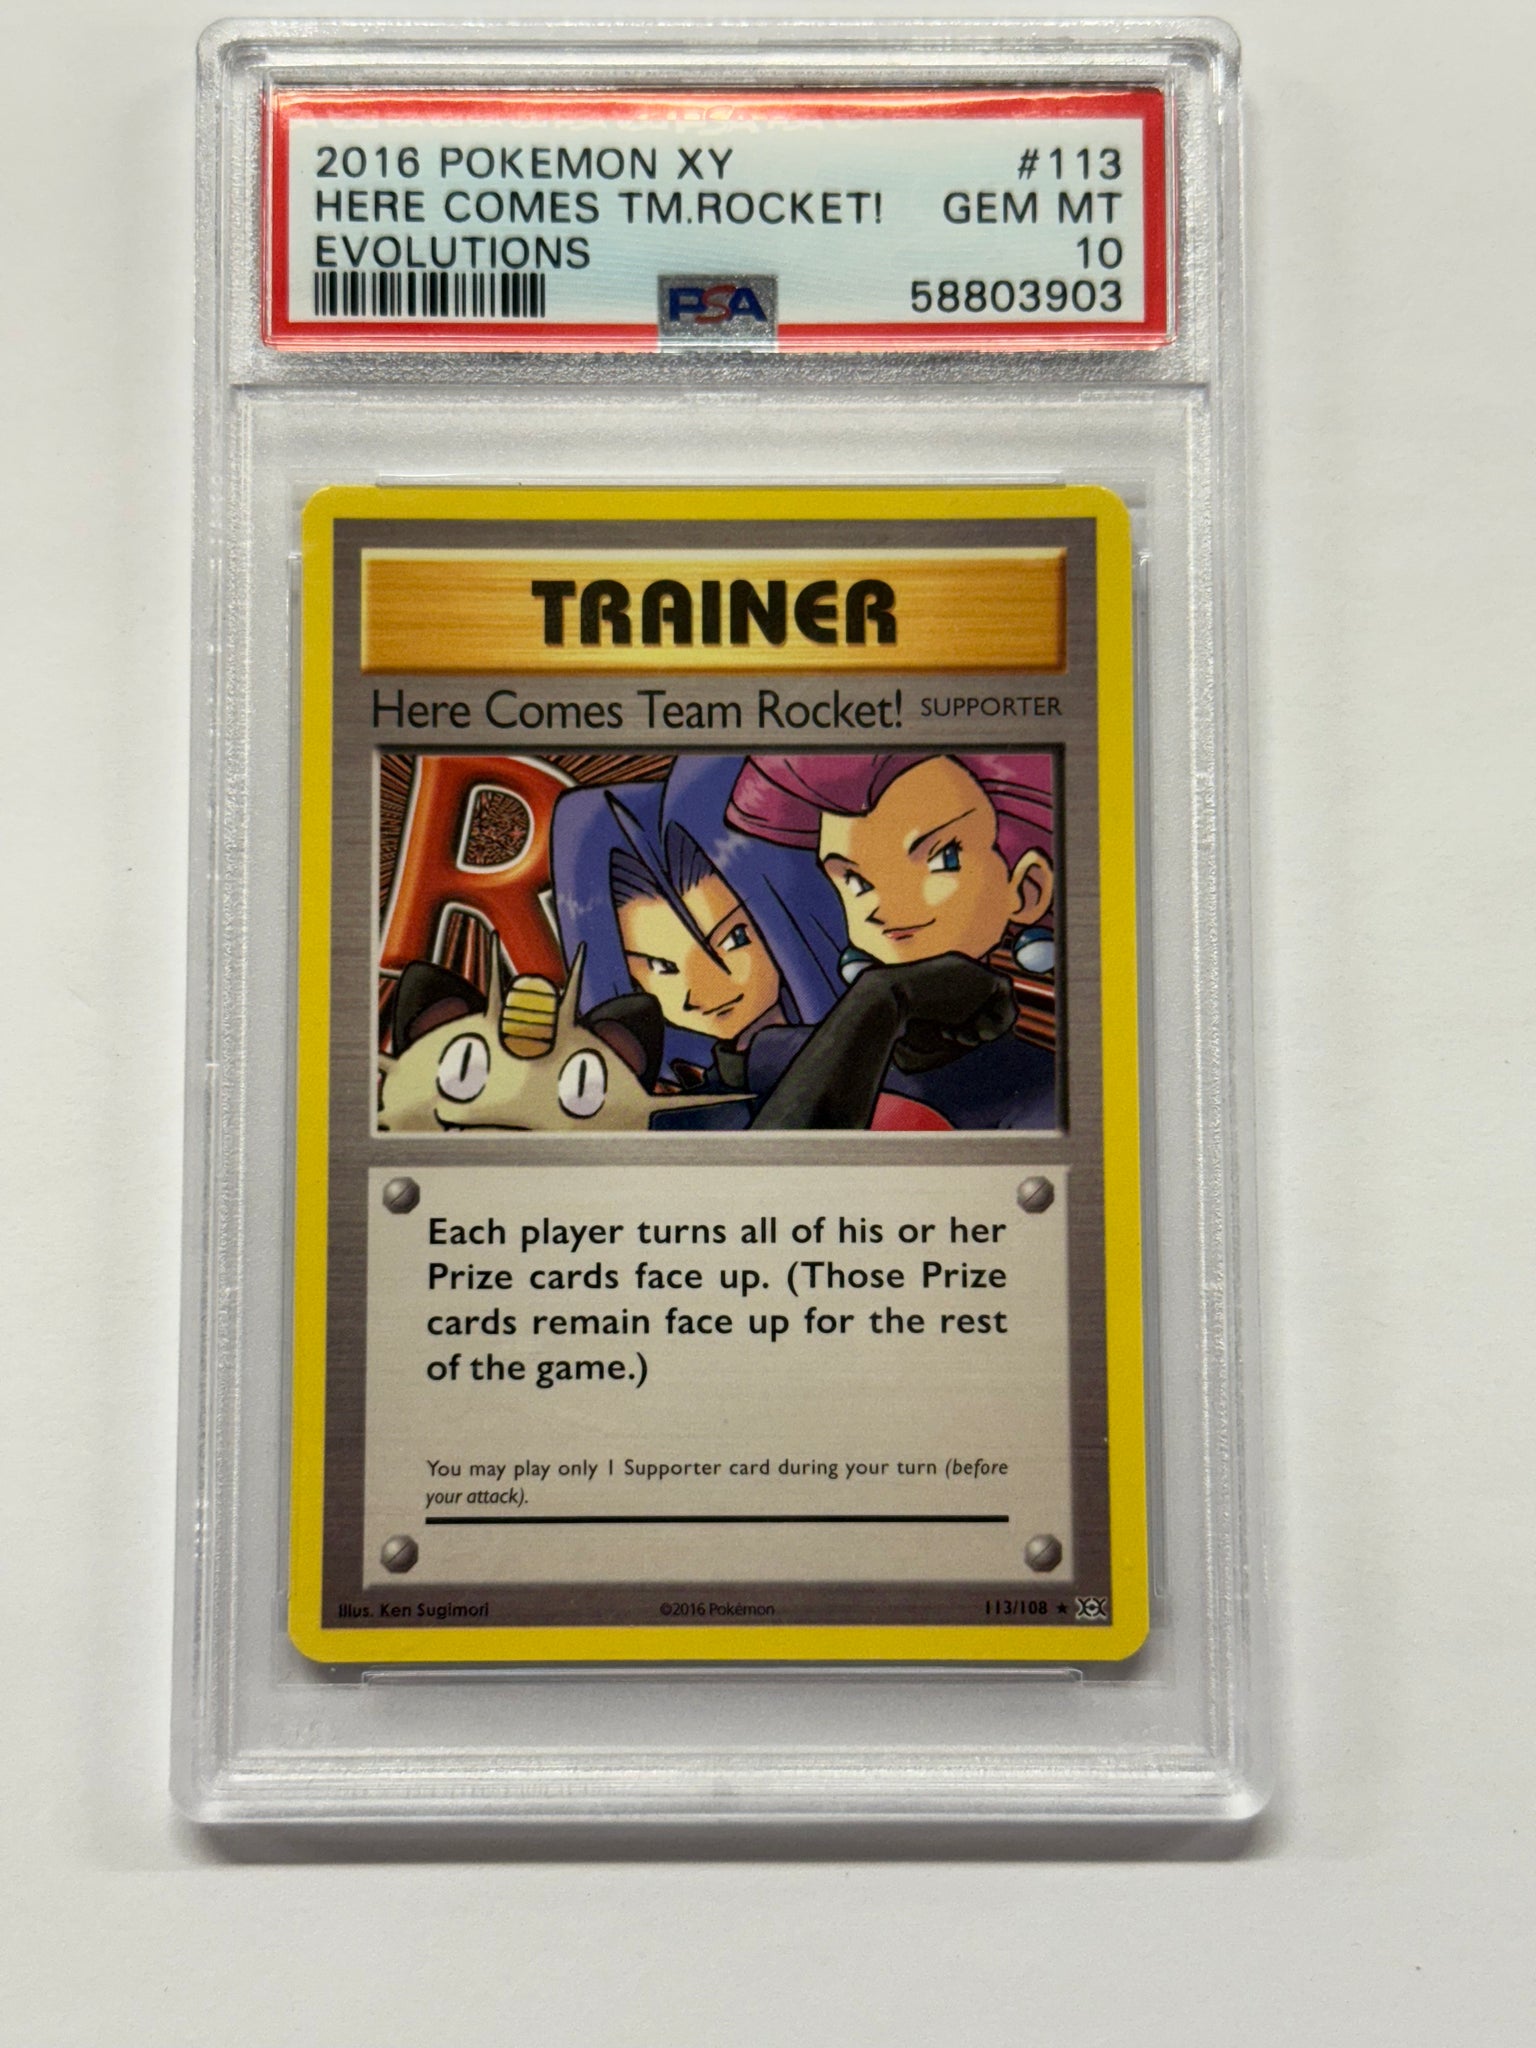 2016 POKEMON XY #113
HERE COMES TM.ROCKET! GEM MT
EVOLUTIONS 10
PSA 58803903
TRAINER
Here Comes Team Rocket! SUPPORTER
R
Each player turns all of his or her
Prize cards face up. (Those Prize
cards remain face up for the rest
of the game.)
You may play only 1 Supporter card during your turn (before
your attack).
Illus. Ken Sugimori ©2016 Pokémon 113/108 ★